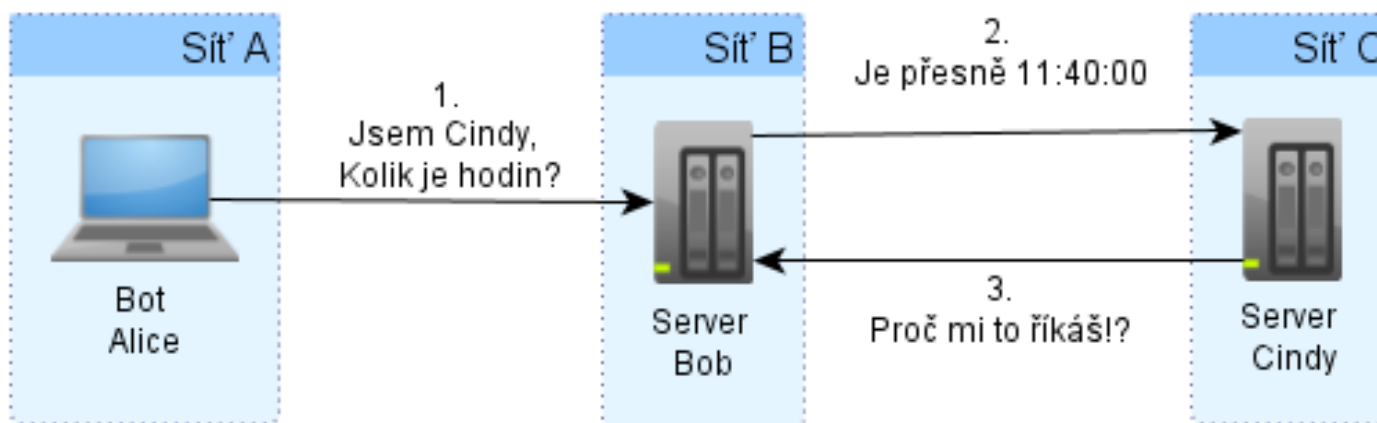 Síť A
Síť B
Síť C
1.
Jsem Cindy,
Kolik je hodin?
2.
Je přesně 11:40:00
3.
Proč mi to říkáš!?
Bot
Alice
Server
Bob
Server
Cindy